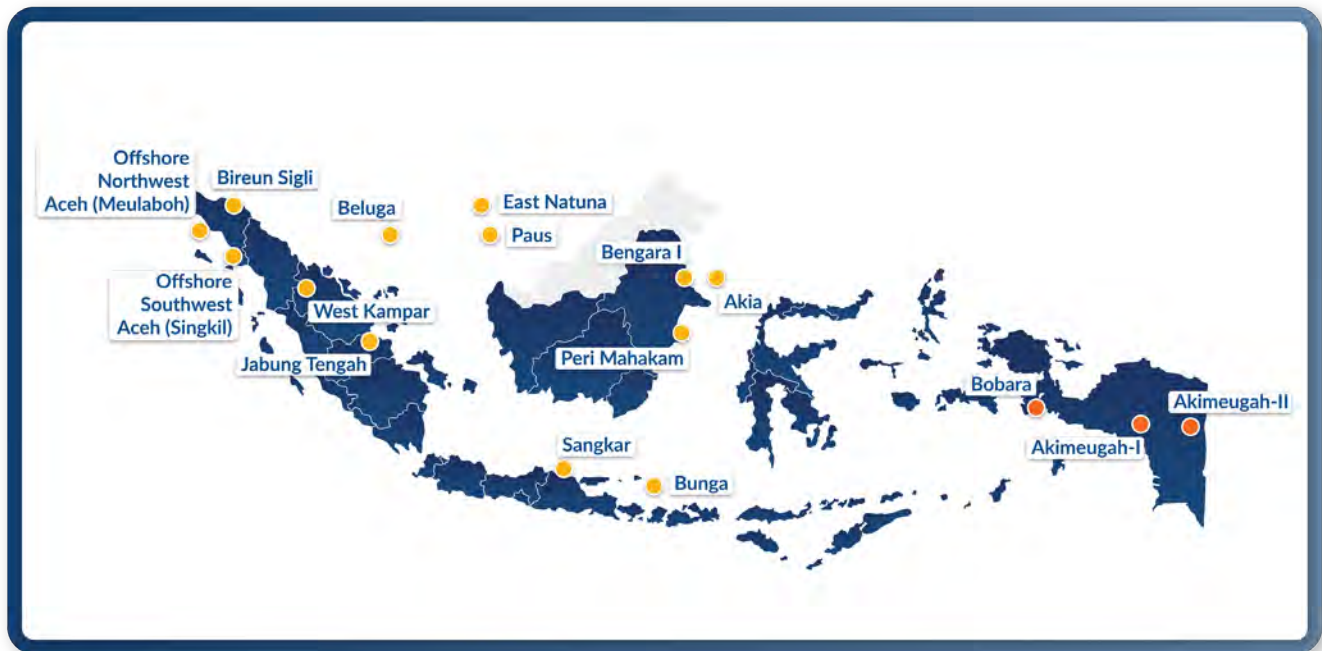 Offshore
Northwest
Aceh (Meulaboh)
Bireun Sigli
Beluga
East Natuna
Paus
Bengara I
Akia
Offshore
Southwest
Aceh (Singkil)
West Kampar
Jabung Tengah
Peri Mahakam
Bobara
Akimeugah-II
Akimeugah-I
Sangkar
Bunga